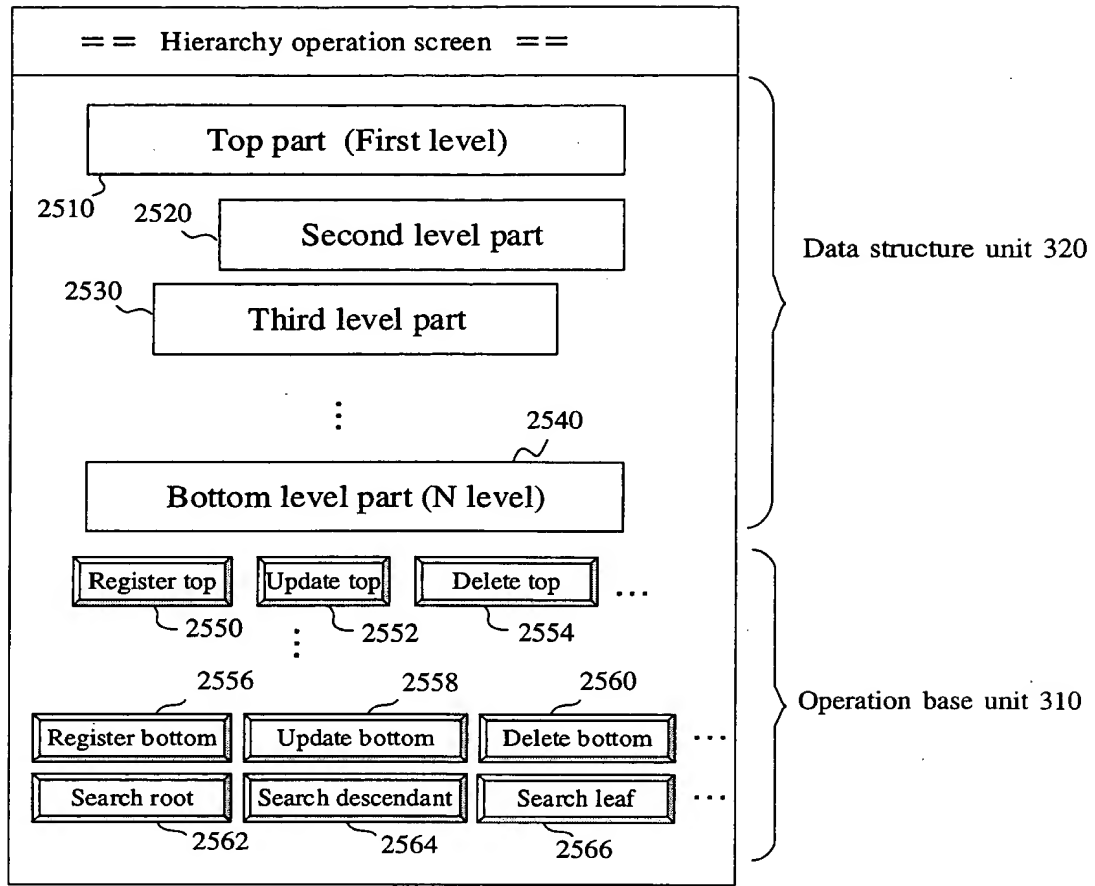 == Hierarchy operation screen ==
Top part (First level)
2510
2520
Second level part
Data structure unit 320
2530
Third level part
⋮
2540
Bottom level part (N level)
Register top Update top Delete top ...
2550 2552 2554
⋮
2556 2558 2560
Operation base unit 310
Register bottom Update bottom Delete bottom ...
Search root Search descendant Search leaf ...
2562 2564 2566